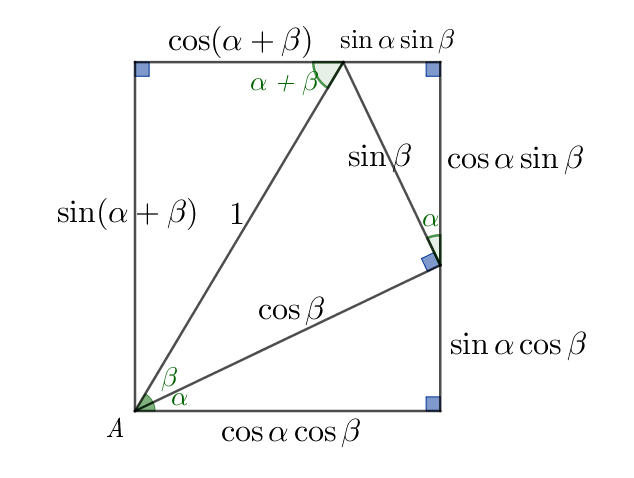 cos(α + β)
sin α sin β
α + β
sin β
cos α sin β
α
sin(α + β)
1
cos β
sin α cos β
β
α
A
cos α cos β